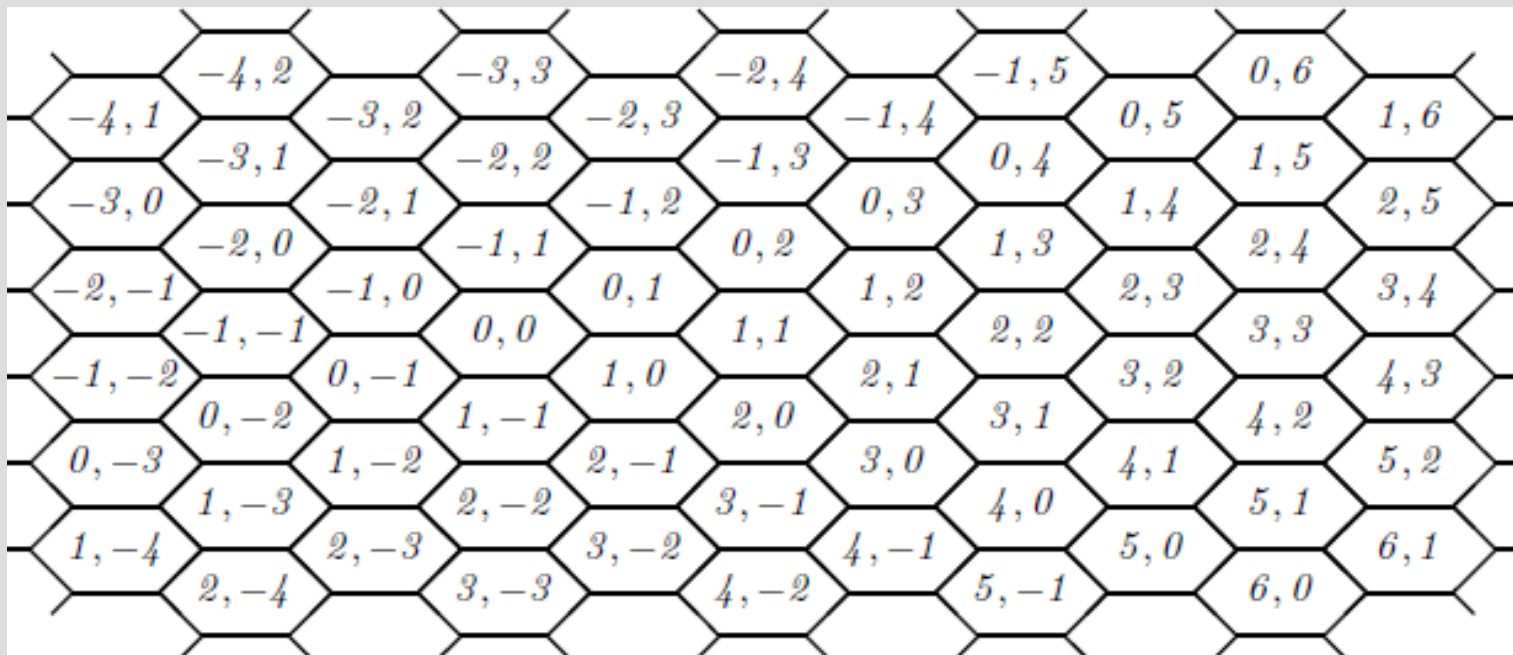 −4, 2 −3, 3 −2, 4 −1, 5 0, 6
−4, 1 −3, 2 −2, 3 −1, 4 0, 5 1, 6
−3, 1 −2, 2 −1, 3 0, 4 1, 5
−3, 0 −2, 1 −1, 2 0, 3 1, 4 2, 5
−2, 0 −1, 1 0, 2 1, 3 2, 4
−2, −1 −1, 0 0, 1 1, 2 2, 3 3, 4
−1, −1 0, 0 1, 1 2, 2 3, 3
−1, −2 0, −1 1, 0 2, 1 3, 2 4, 3
0, −2 1, −1 2, 0 3, 1 4, 2
0, −3 1, −2 2, −1 3, 0 4, 1 5, 2
1, −3 2, −2 3, −1 4, 0 5, 1
1, −4 2, −3 3, −2 4, −1 5, 0 6, 1
2, −4 3, −3 4, −2 5, −1 6, 0